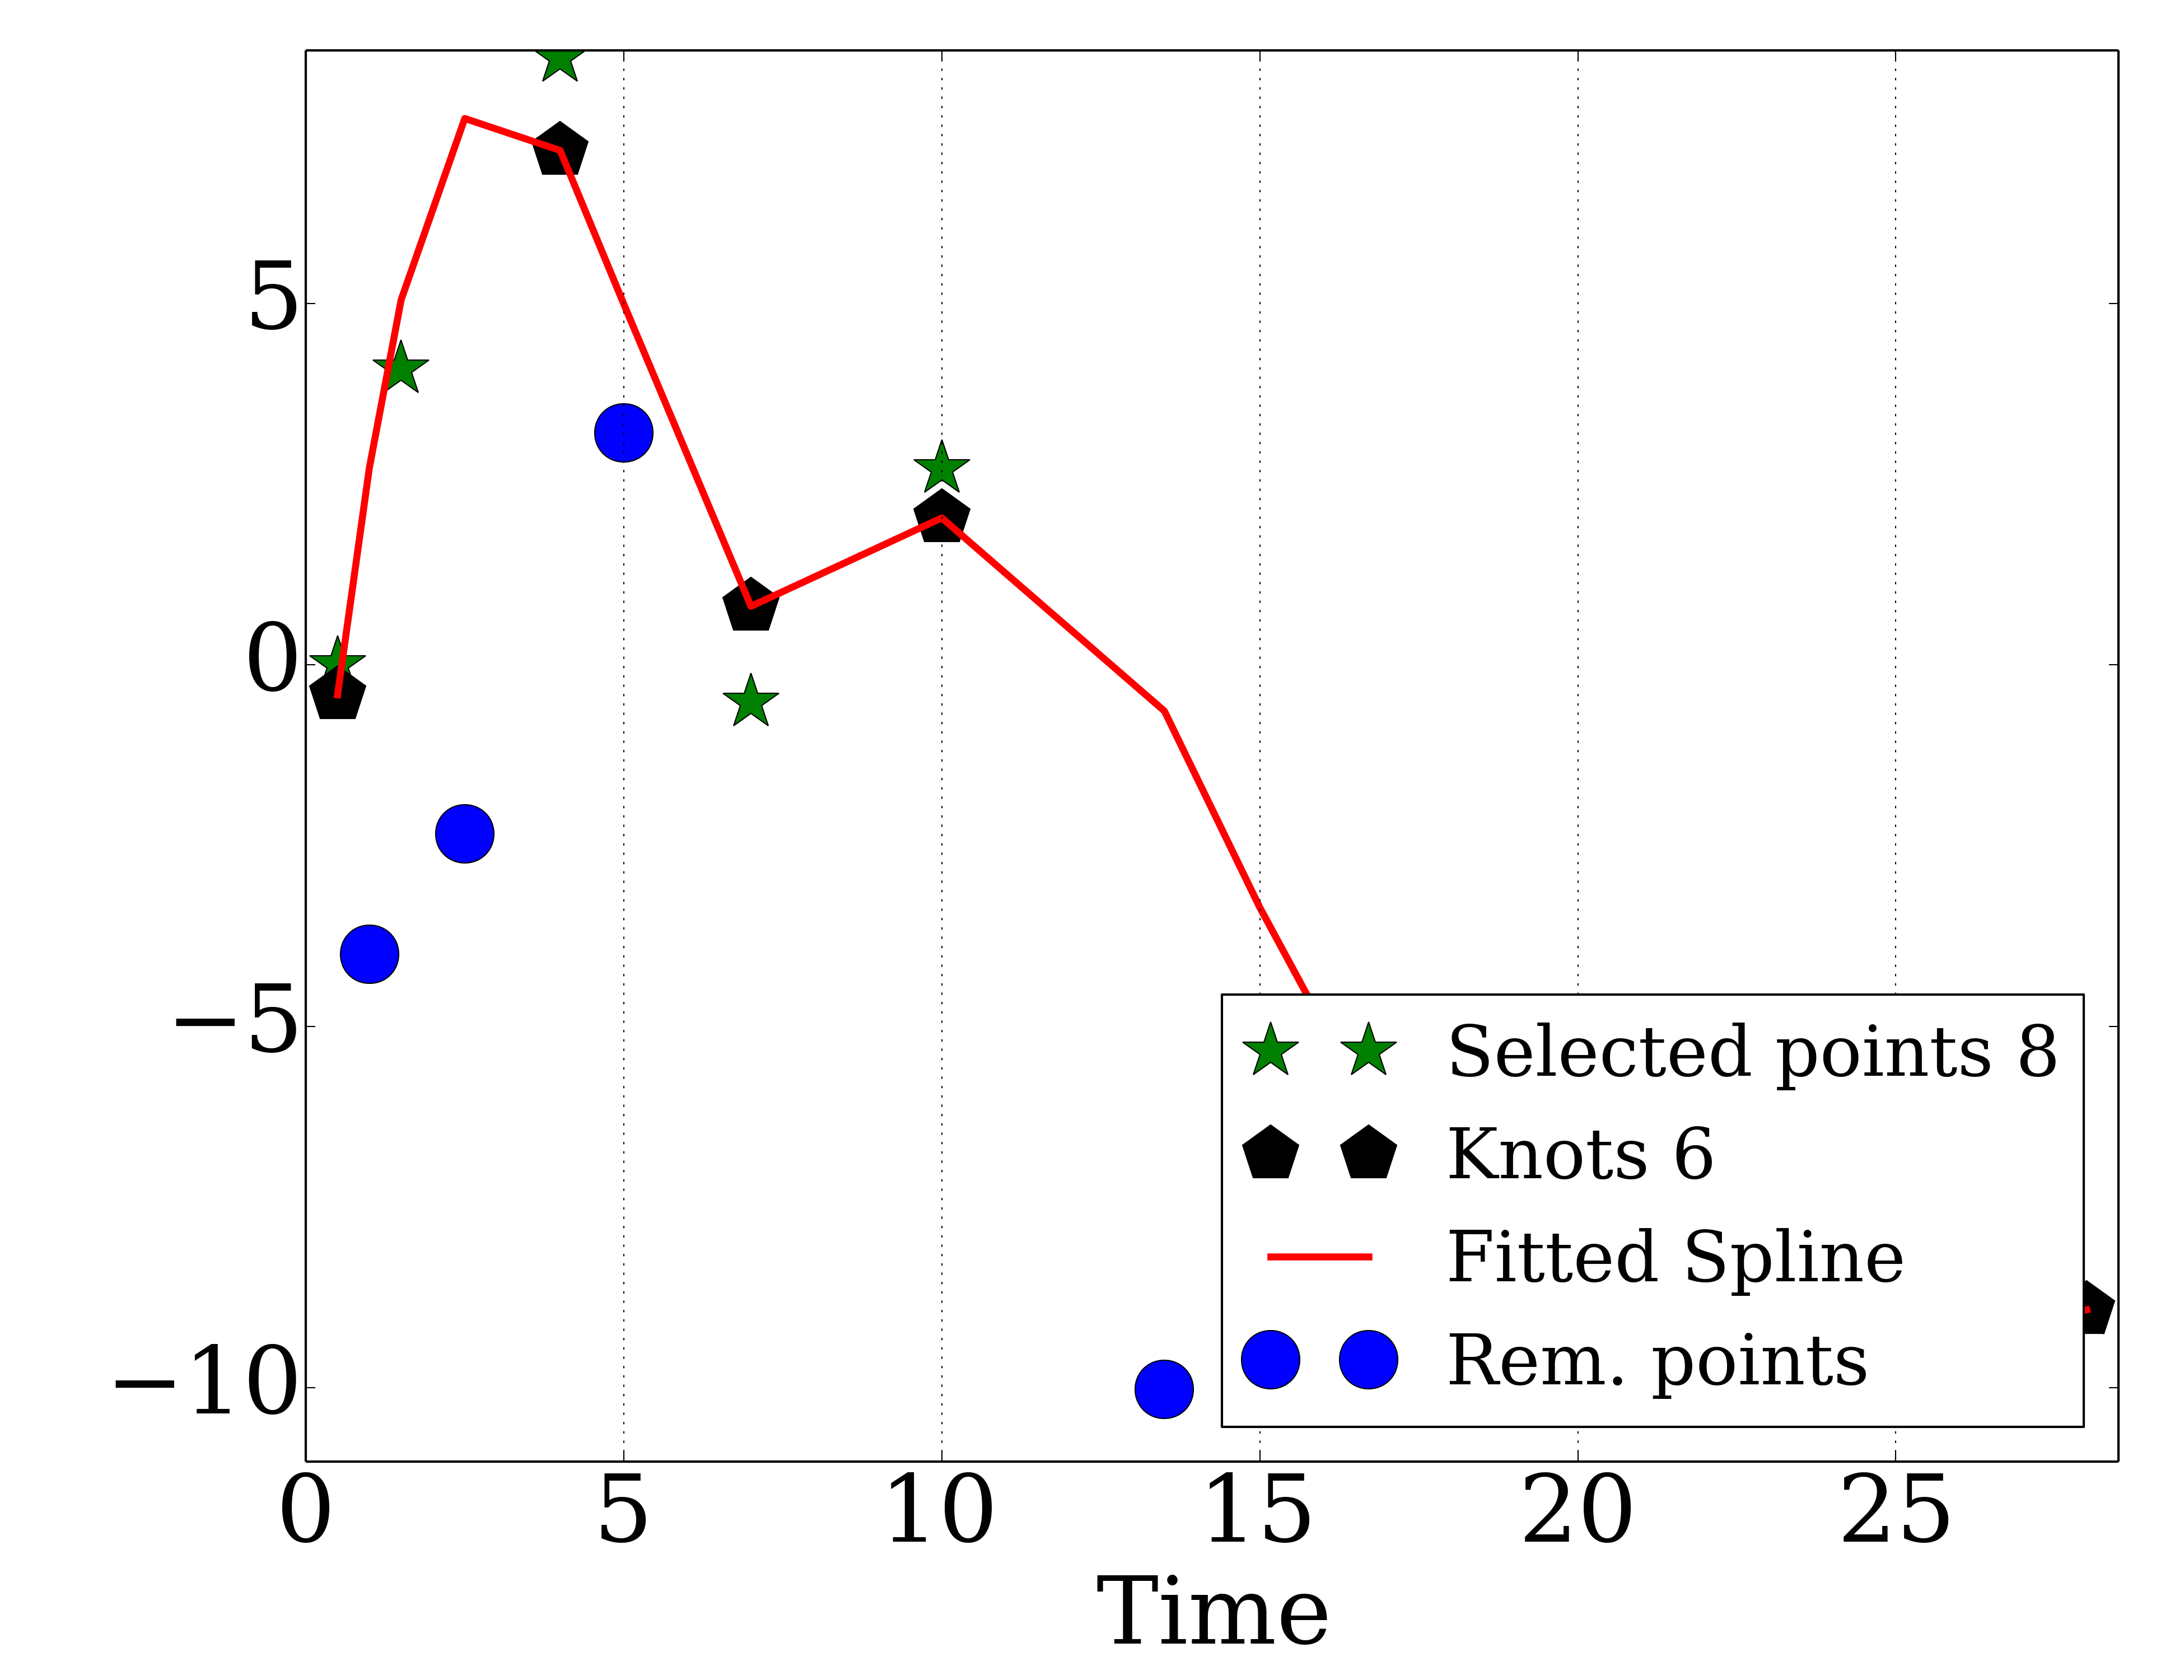 5
0
−5
−10
0 5 10 15 20 25
Time
Selected points 8
Knots 6
Fitted Spline
Rem. points